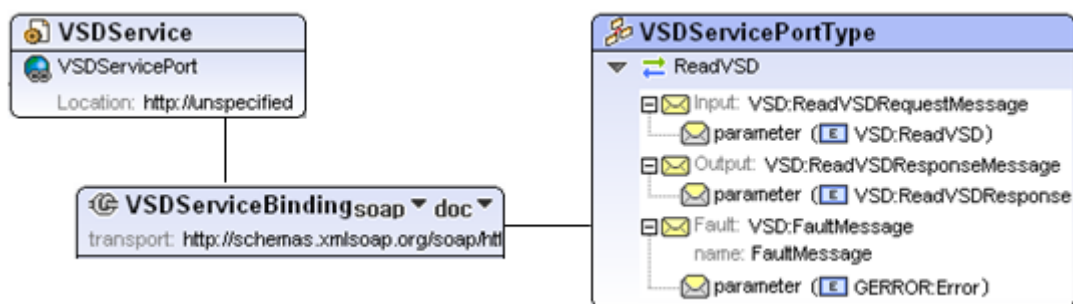 VSDService
VSDServicePort
Location: http://unspecified
VSDServiceBinding soap doc
transport: http://schemas.xmlsoap.org/soap/htt
VSDServicePortType
ReadVSD
Input: VSD:ReadVSDRequestMessage
parameter (E VSD:ReadVSD)
Output: VSD:ReadVSDResponseMessage
parameter (E VSD:ReadVSDResponse
Fault: VSD:FaultMessage
name: FaultMessage
parameter (E GERROR:Error)